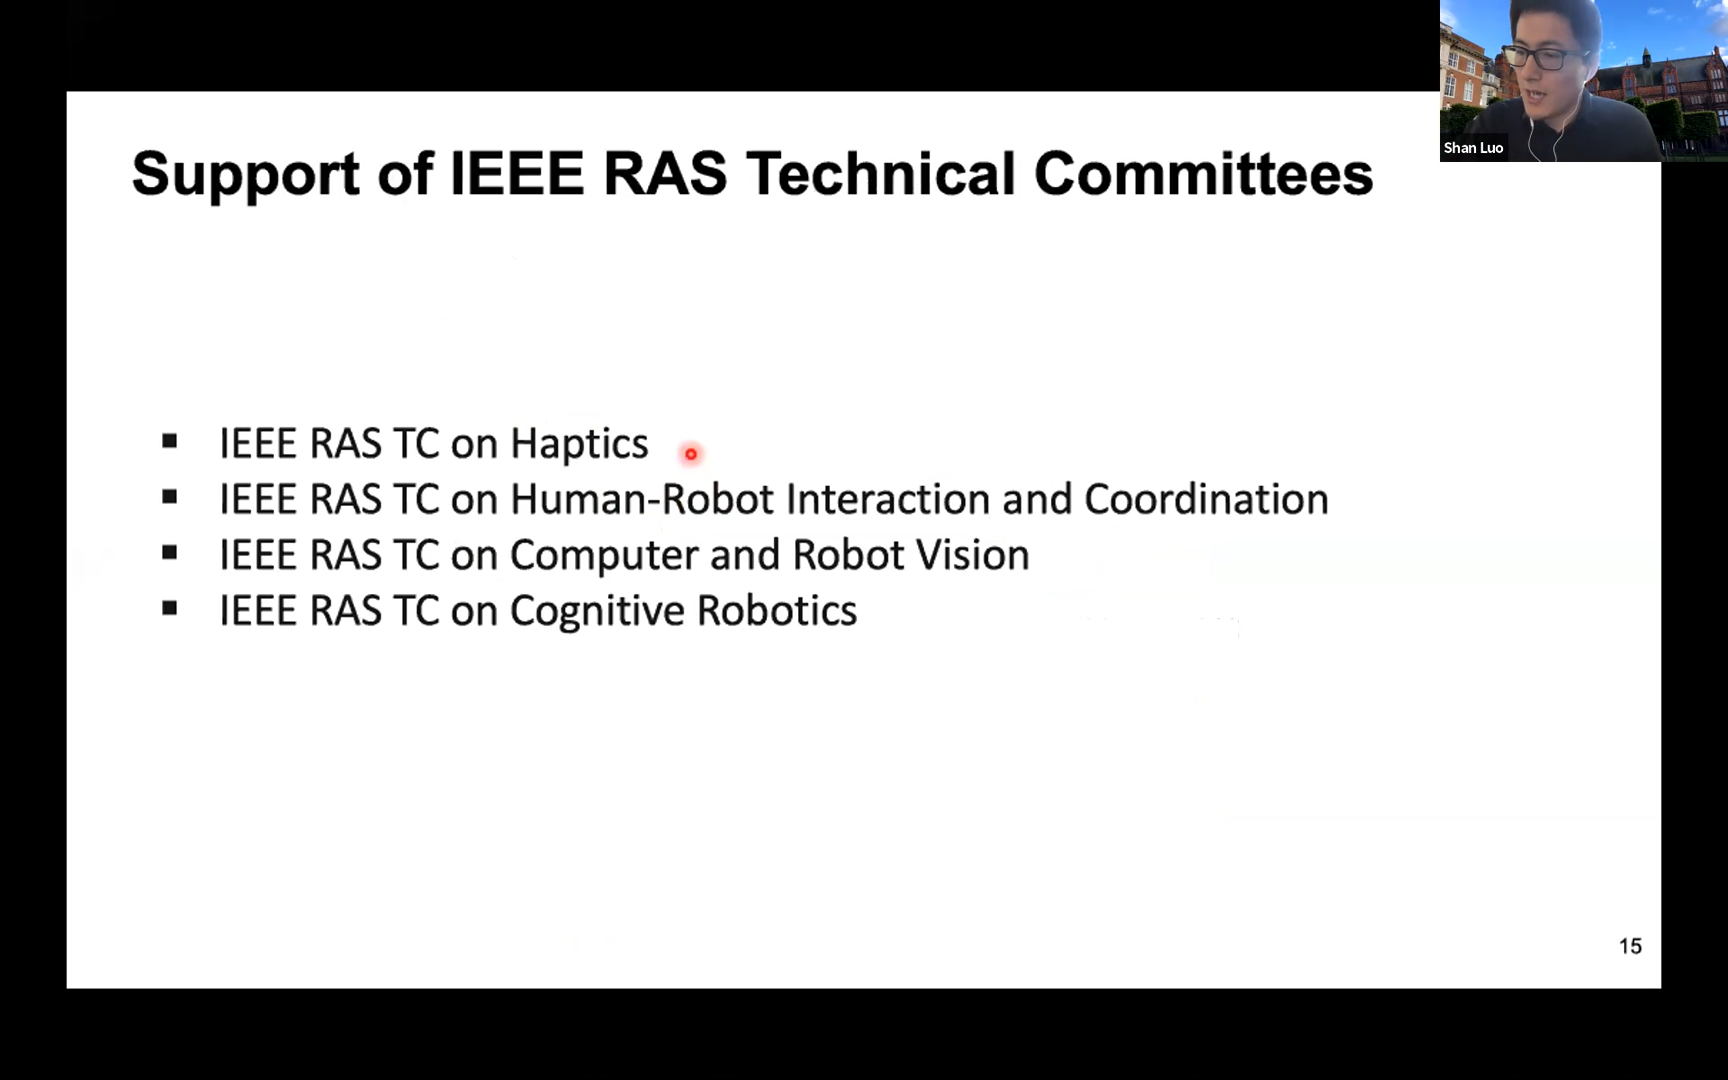 Shan Luo
Support of IEEE RAS Technical Committees
▪ IEEE RAS TC on Haptics
▪ IEEE RAS TC on Human-Robot Interaction and Coordination
▪ IEEE RAS TC on Computer and Robot Vision
▪ IEEE RAS TC on Cognitive Robotics
15